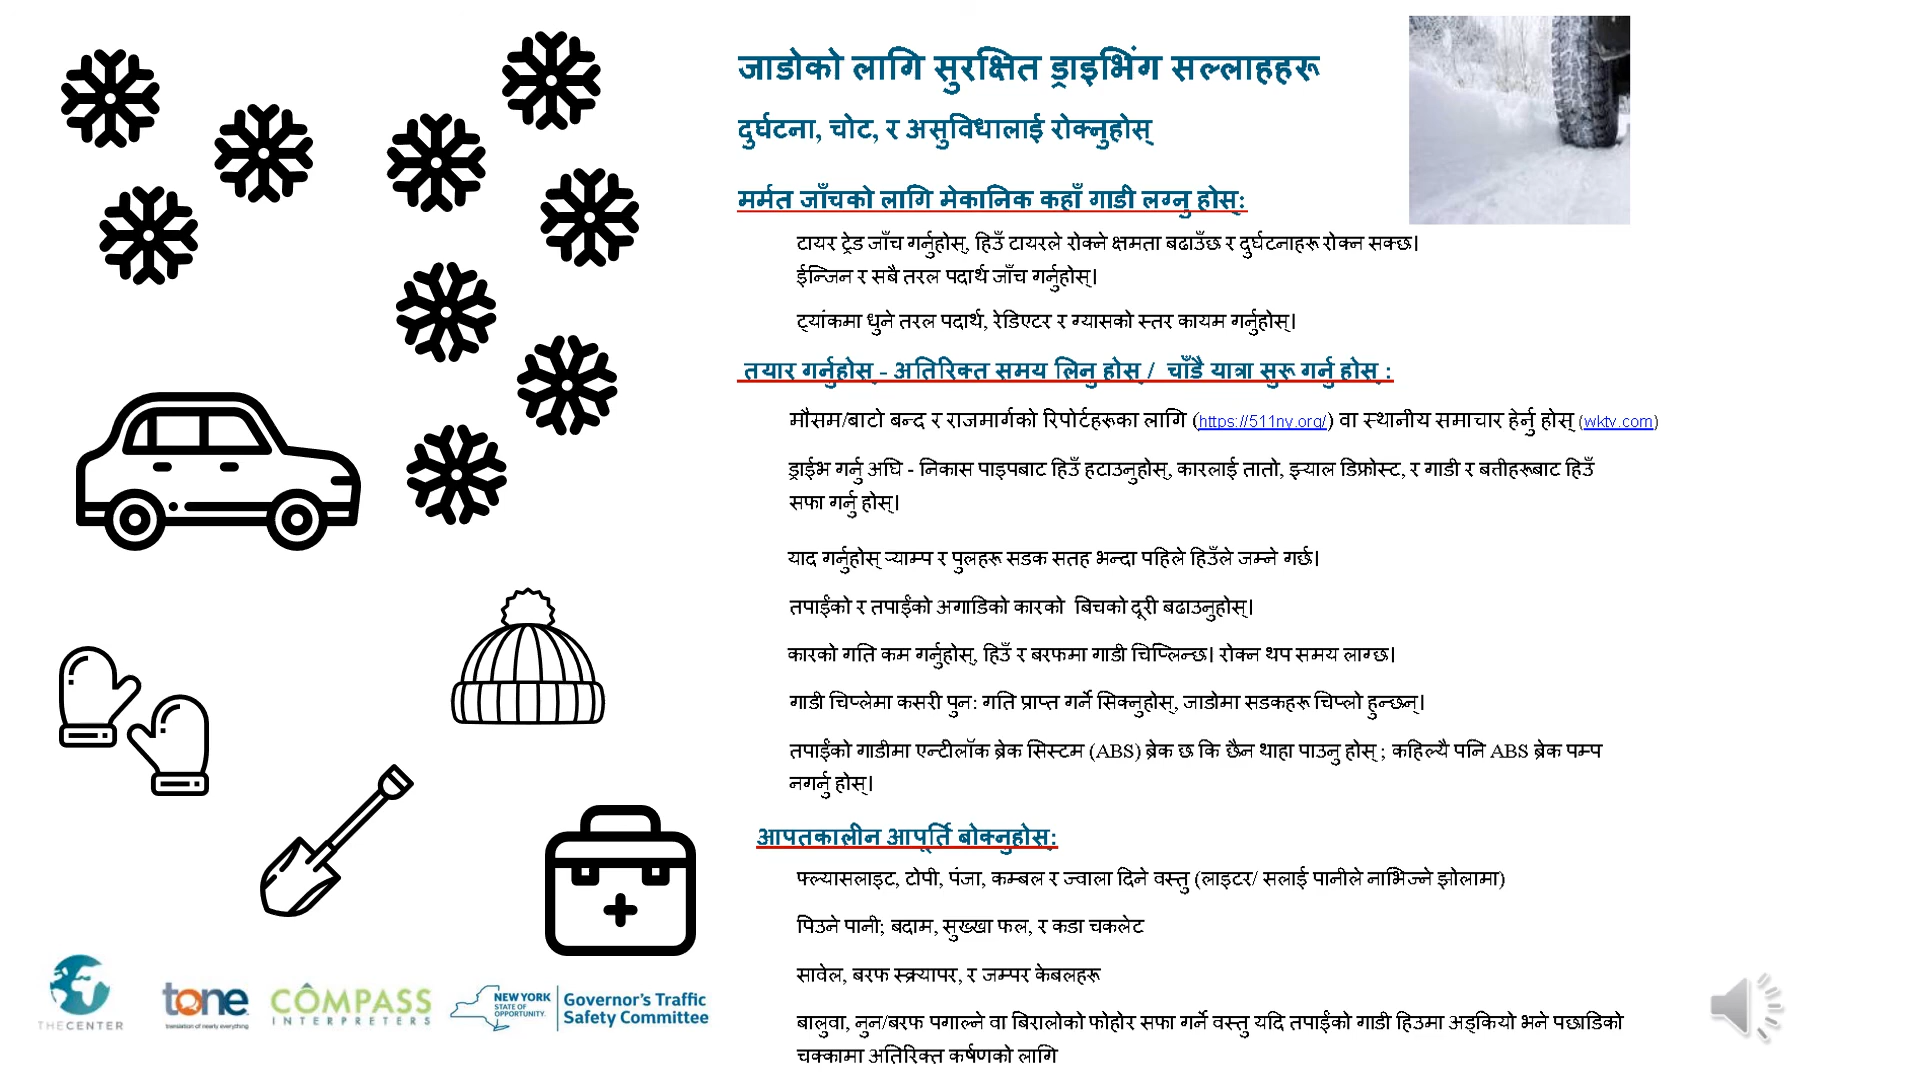 जाडोको लागि सुरक्षित ड्राइभिंग सल्लाहहरू
दुर्घटना, चोट, र असुविधालाई रोक्नुहोस्
मर्मत जाँचको लागि मेकानिक कहाँ गाडी लग्नु होस्:
टायर ट्रेड जाँच गर्नुहोस्, हिउँ टायरले रोक्ने क्षमता बढाउँछ र दुर्घटनाहरू रोक्न सक्छ।
ईन्जिन र सबै तरल पदार्थ जाँच गर्नुहोस्।
ट्यांकमा धुने तरल पदार्थ, रेडिएटर र ग्यासको स्तर कायम गर्नुहोस्।
तयार गर्नुहोस् - अतिरिक्त समय लिनु होस् / चाँडै यात्रा सुरू गर्नु होस् :
मौसम/बाटो बन्द र राजमार्गको रिपोर्टहरूका लागि (https://511ny.org/) वा स्थानीय समाचार हेर्नु होस् (wktv.com)
ड्राईभ गर्नु अघि - निकास पाइपबाट हिउँ हटाउनुहोस्, कारलाई तातो, झ्याल डिफ्रोस्ट, र गाडी र बतीहरूबाट हिउँ
सफा गर्नु होस्।
याद गर्नुहोस् ऱ्याम्प र पुलहरू सडक सतह भन्दा पहिले हिउँले जम्ने गर्छ।
तपाईंको र तपाईंको अगाडिको कारको बिचको दूरी बढाउनुहोस्।
कारको गति कम गर्नुहोस्, हिउँ र बरफमा गाडी चिप्लिन्छ। रोक्न थप समय लाग्छ।
गाडी चिप्लेमा कसरी पुन: गति प्राप्त गर्ने सिक्नुहोस्, जाडोमा सडकहरू चिप्लो हुन्छन्।
तपाईंको गाडीमा एन्टीलॉक ब्रेक सिस्टम (ABS) ब्रेक छ कि छैन थाहा पाउनु होस् ; कहिल्यै पनि ABS ब्रेक पम्प
नगर्नु होस्।
आपतकालीन आपूर्ति बोक्नुहोस्:
फ्ल्यासलाइट, टोपी, पंजा, कम्बल र ज्वाला दिने वस्तु (लाइटर/ सलाई पानीले नाभिज्ने झोलामा)
पिउने पानी; बदाम, सुख्खा फल, र कडा चकलेट
सावेल, बरफ स्क्र्यापर, र जम्पर केबलहरू
बालुवा, नुन/बरफ पगाल्ने वा बिरालोको फोहोर सफा गर्ने वस्तु यदि तपाईंको गाडी हिउमा अड्कियो भने पछाडिको
चक्कामा अतिरिक्त कर्षणको लागि
THECENTER
tone
translation of nearly everything
COMPASS
INTERPRETERS
NEW YORK
STATE OF
OPPORTUNITY.
Governor's Traffic
Safety Committee